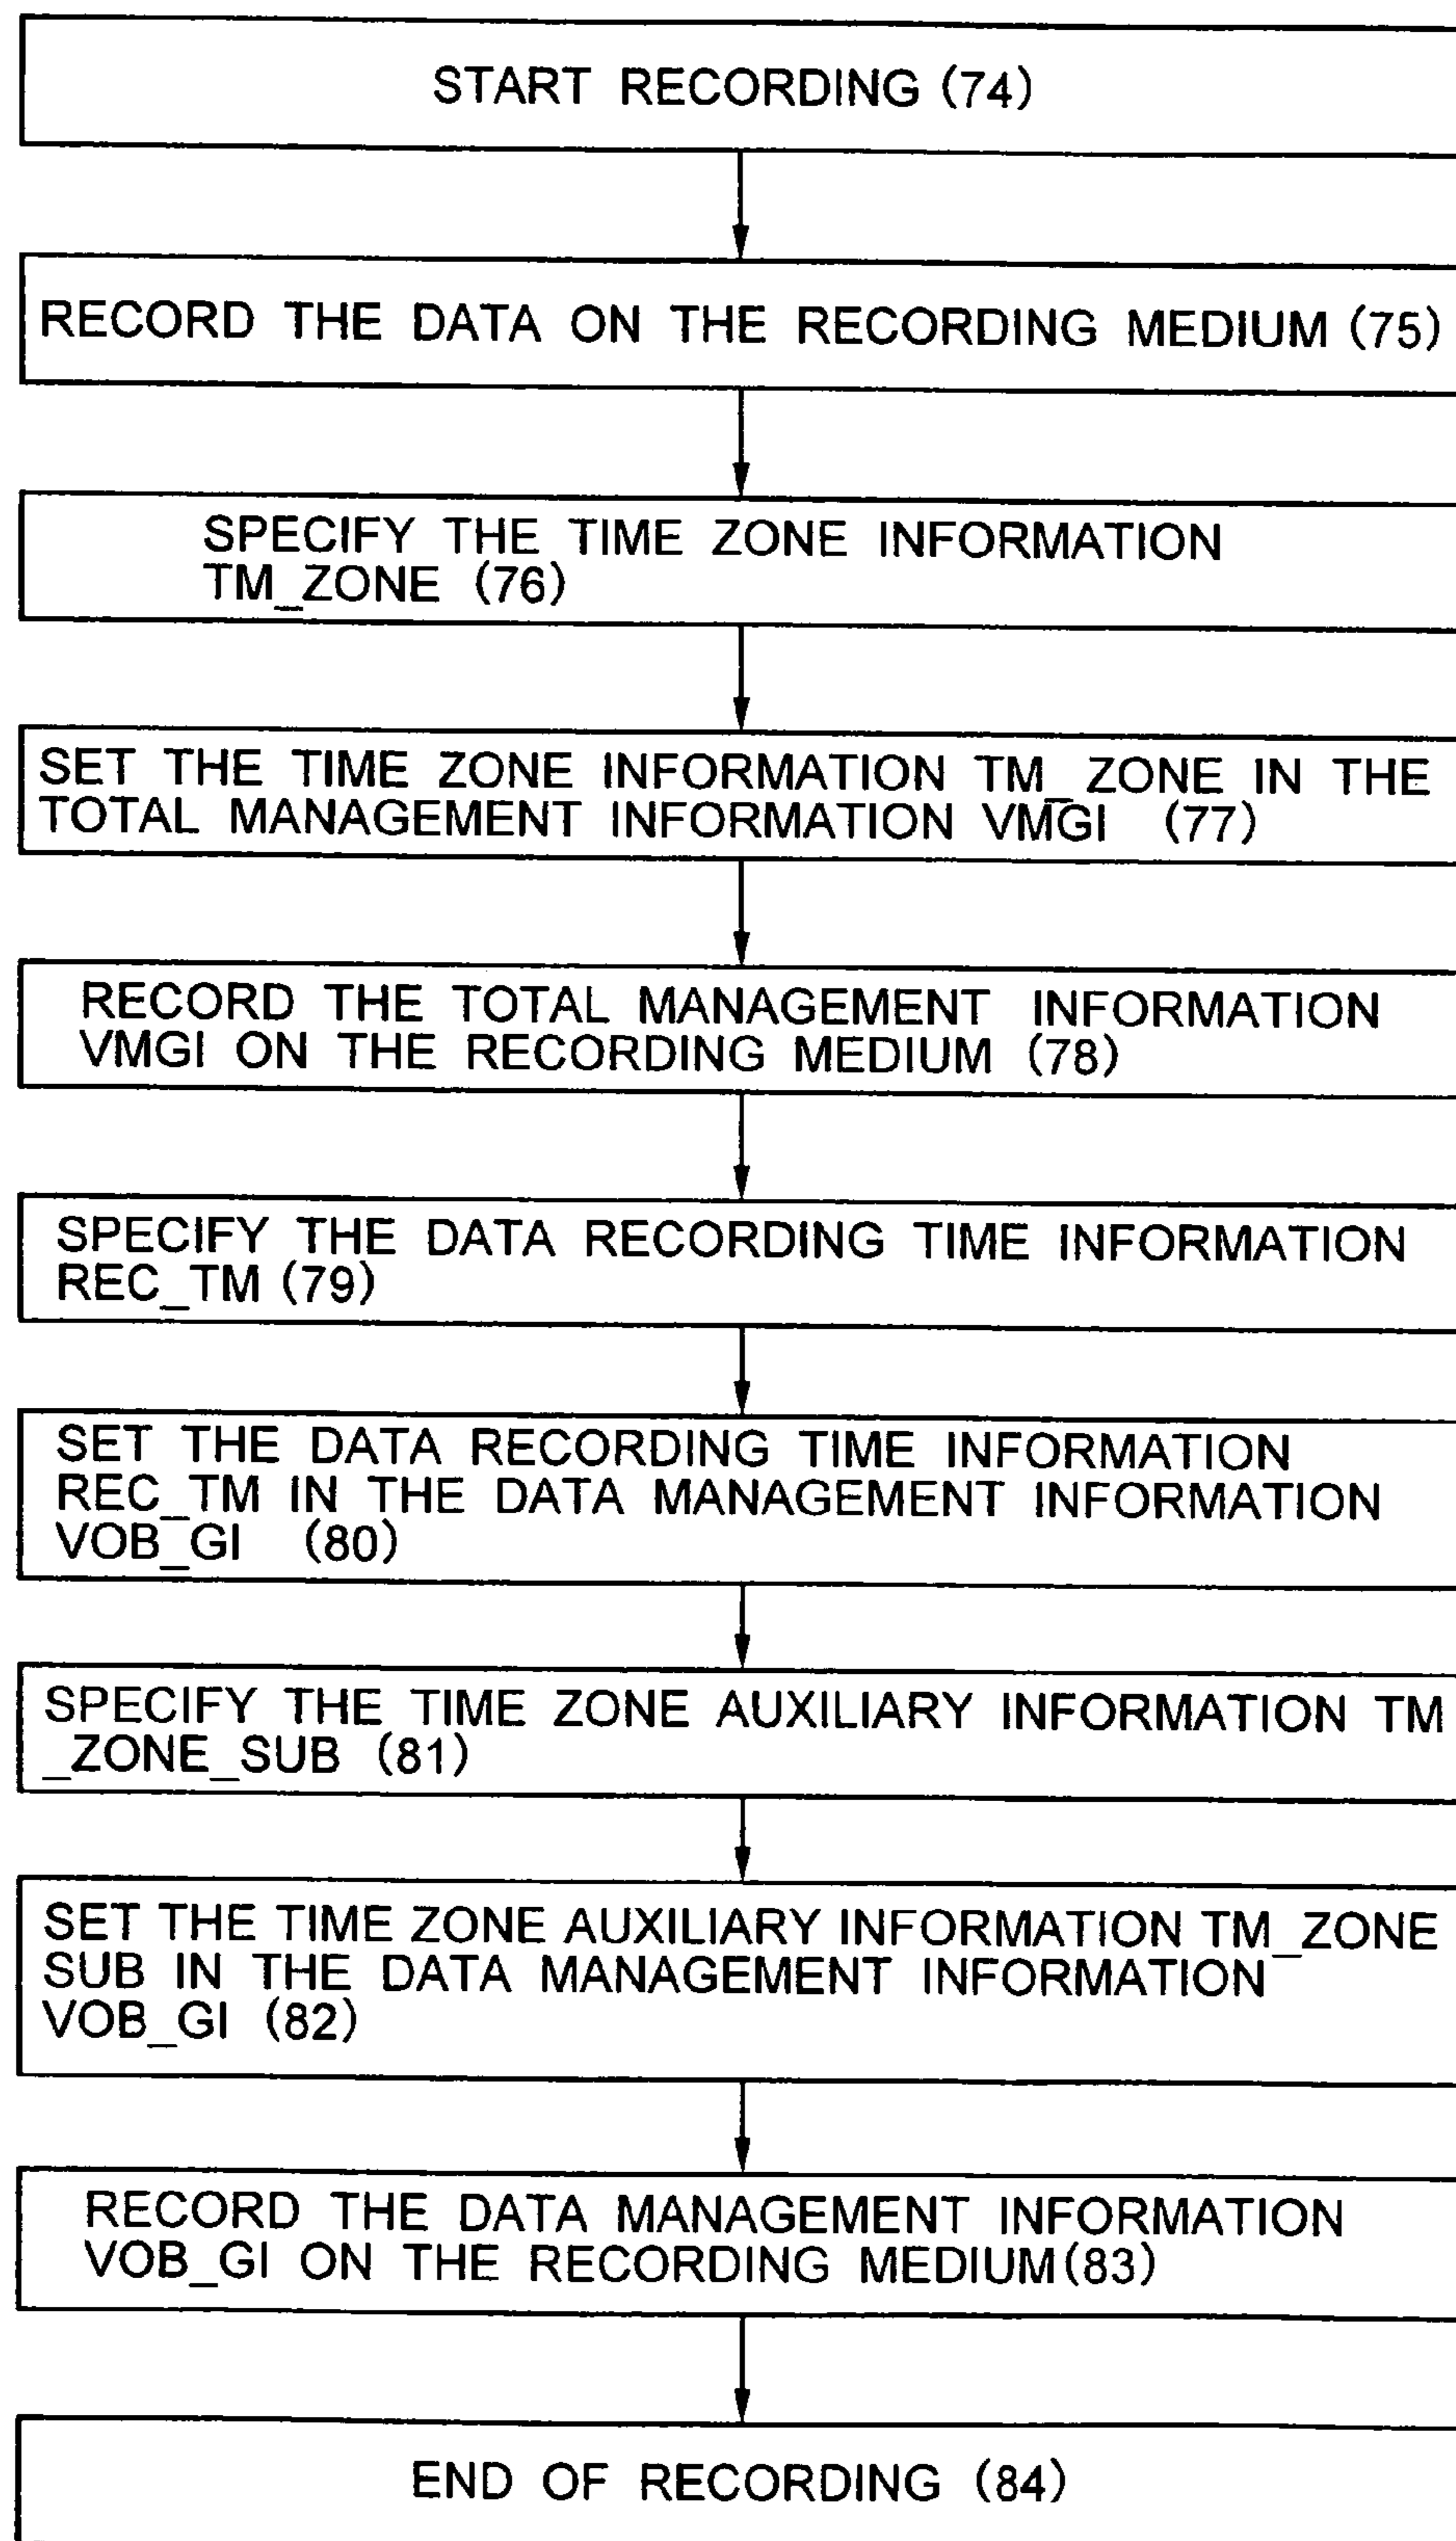 START RECORDING (74)
RECORD THE DATA ON THE RECORDING MEDIUM (75)
SPECIFY THE TIME ZONE INFORMATION
TM_ZONE (76)
SET THE TIME ZONE INFORMATION TM_ZONE IN THE
TOTAL MANAGEMENT INFORMATION VMGI (77)
RECORD THE TOTAL MANAGEMENT INFORMATION
VMGI ON THE RECORDING MEDIUM (78)
SPECIFY THE DATA RECORDING TIME INFORMATION
REC_TM (79)
SET THE DATA RECORDING TIME INFORMATION
REC_TM IN THE DATA MANAGEMENT INFORMATION
VOB_GI (80)
SPECIFY THE TIME ZONE AUXILIARY INFORMATION TM
_ZONE_SUB (81)
SET THE TIME ZONE AUXILIARY INFORMATION TM_ZONE
SUB IN THE DATA MANAGEMENT INFORMATION
VOB_GI (82)
RECORD THE DATA MANAGEMENT INFORMATION
VOB_GI ON THE RECORDING MEDIUM(83)
END OF RECORDING (84)